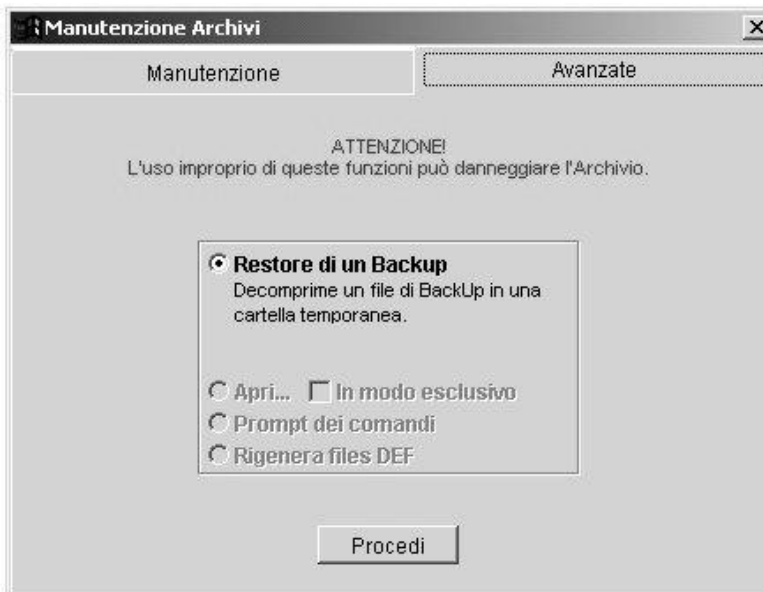 Manutenzione Archivi
Manutenzione
Avanzate
ATTENZIONE!
L'uso improprio di queste funzioni può danneggiare l'Archivio.
Restore di un Backup
Decomprime un file di BackUp in una
cartella temporanea.
Apri... In modo esclusivo
Prompt dei comandi
Rigenera files DEF
Procedi